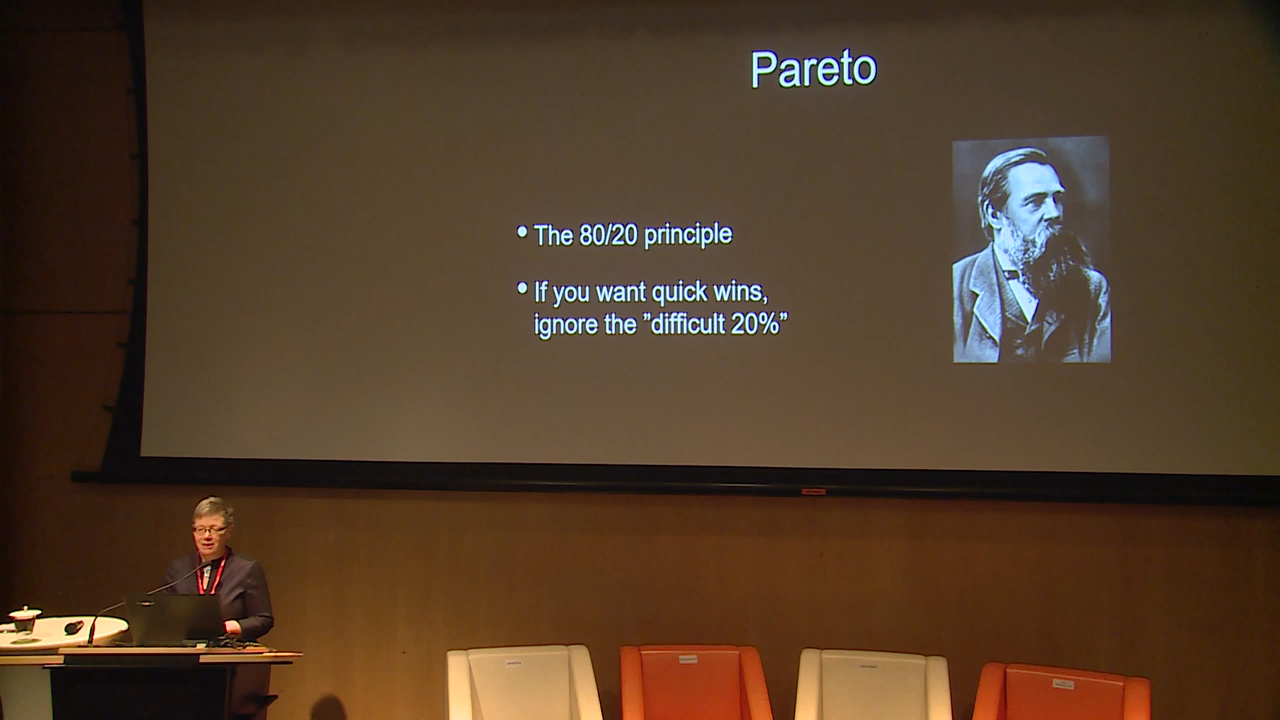 Pareto
• The 80/20 principle
• If you want quick wins,
ignore the ”difficult 20%”